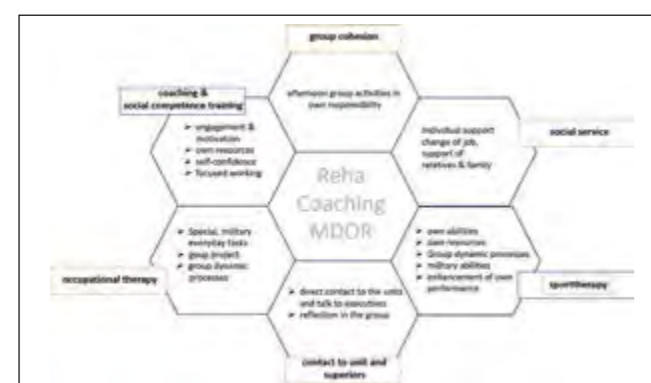 group cohesion
afternoon group activities in
own responsibility
coaching &
social competence training
engagement &
motivation
own resources
self-confidence
focused working
Individual support
change of job,
support of
relatives & family
social service
Reha
Coaching
MDOR
Special, military
everyday tasks
goup project
group dynamic
processes
occupational therapy
own abilities
own resources
Group dynamic processes
military abilities
enhancement of own
performance
sporttherapy
direct contact to the units
and talk to executives
reflection in the group
contact to unit and
superiors